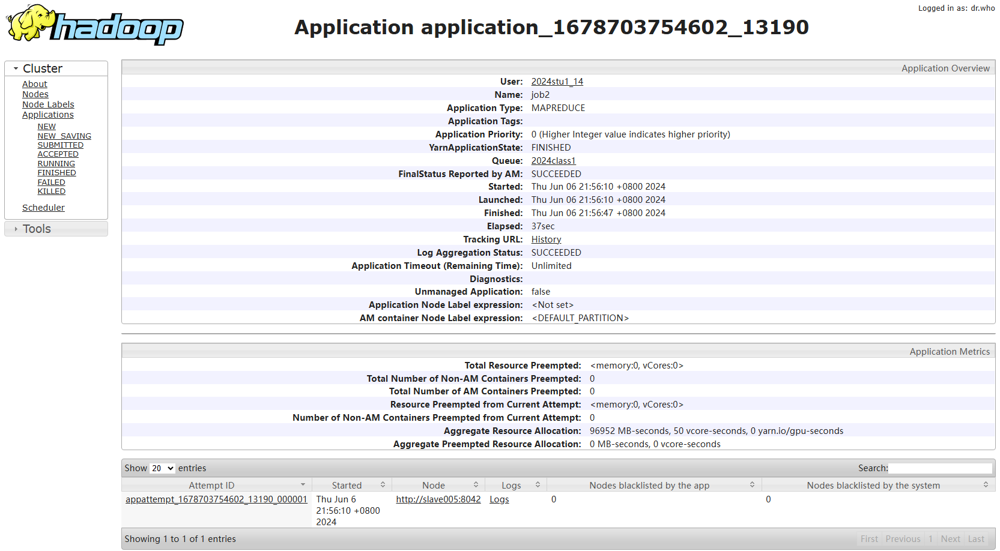 hadoop
Logged in as: dr.who
Application application_1678703754602_13190
Cluster
About
Nodes
Node Labels
Applications
NEW
NEW_SAVING
SUBMITTED
ACCEPTED
RUNNING
FINISHED
FAILED
KILLED
Scheduler
Tools
Application Overview
User: 2024stu1_14
Name: job2
Application Type: MAPREDUCE
Application Tags:
Application Priority: 0 (Higher Integer value indicates higher priority)
YarnApplicationState: FINISHED
Queue: 2024class1
FinalStatus Reported by AM: SUCCEEDED
Started: Thu Jun 06 21:56:10 +0800 2024
Launched: Thu Jun 06 21:56:10 +0800 2024
Finished: Thu Jun 06 21:56:47 +0800 2024
Elapsed: 37sec
Tracking URL: History
Log Aggregation Status: SUCCEEDED
Application Timeout (Remaining Time): Unlimited
Diagnostics:
Unmanaged Application: false
Application Node Label expression: <Not set>
AM container Node Label expression: <DEFAULT_PARTITION>
Application Metrics
Total Resource Preempted: <memory:0, vCores:0>
Total Number of Non-AM Containers Preempted: 0
Total Number of AM Containers Preempted: 0
Resource Preempted from Current Attempt: <memory:0, vCores:0>
Number of Non-AM Containers Preempted from Current Attempt: 0
Aggregate Resource Allocation: 96952 MB-seconds, 50 vcore-seconds, 0 yarn.io/gpu-seconds
Aggregate Preempted Resource Allocation: 0 MB-seconds, 0 vcore-seconds
Show 20 entries Search:
Attempt ID Started Node Logs Nodes blacklisted by the app Nodes blacklisted by the system
appattempt_1678703754602_13190_000001 Thu Jun 6 http://slave005:8042 Logs 0 0
21:56:10 +0800
2024
Showing 1 to 1 of 1 entries First Previous 1 Next Last